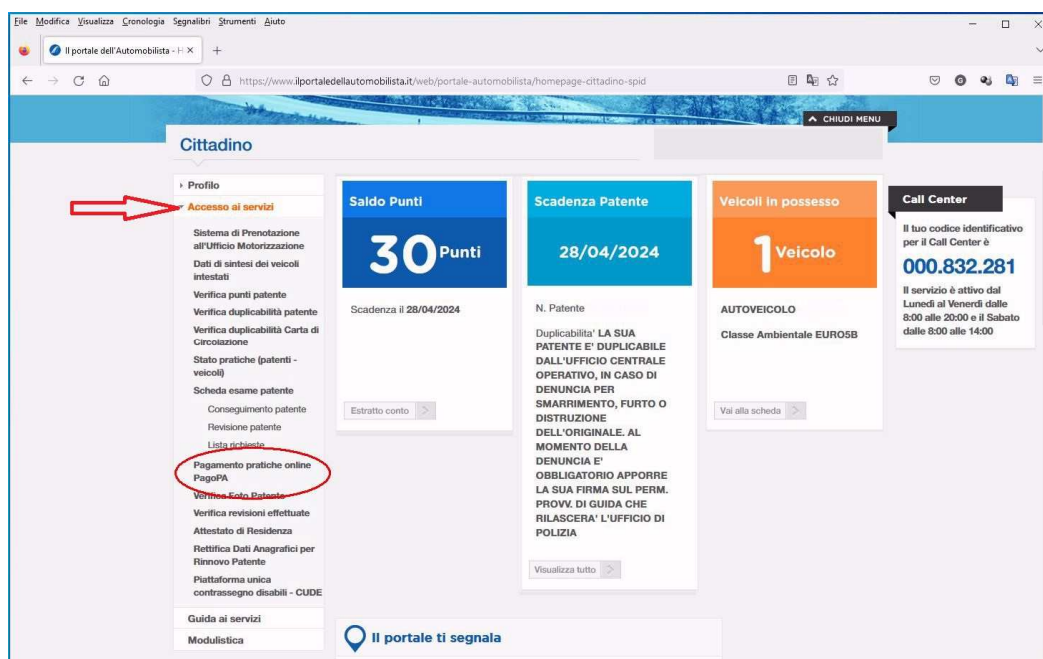 File Modifica Visualizza Cronologia Segnalibri Strumenti Aiuto
Il portale dell'Automobilista - H
https://www.ilportaledellautomobilista.it/web/portale-automobilista/homepage-cittadino-spid
CHIUDI MENU
Cittadino
Profilo
Accesso ai servizi
Sistema di Prenotazione
all'Ufficio Motorizzazione
Dati di sintesi dei veicoli
intestati
Verifica punti patente
Verifica duplicabilità patente
Verifica duplicabilità Carta di
Circolazione
Stato pratiche (patenti -
veicoli)
Scheda esame patente
Conseguimento patente
Revisione patente
Lista richieste
Pagamento pratiche online
PagoPA
Verifica Foto Patente
Verifica revisioni effettuate
Attestato di Residenza
Rettifica Dati Anagrafici per
Rinnovo Patente
Piattaforma unica
contrassegno disabili - CUDE
Guida ai servizi
Modulistica
Saldo Punti
30 Punti
Scadenza il 28/04/2024
Estratto conto
Scadenza Patente
28/04/2024
N. Patente
Duplicabilita' LA SUA
PATENTE E' DUPLICABILE
DALL'UFFICIO CENTRALE
OPERATIVO, IN CASO DI
DENUNCIA PER
SMARRIMENTO, FURTO O
DISTRUZIONE
DELL'ORIGINALE. AL
MOMENTO DELLA
DENUNCIA E'
OBBLIGATORIO APPORRE
LA SUA FIRMA SUL PERM.
PROVV. DI GUIDA CHE
RILASCERA' L'UFFICIO DI
POLIZIA
Visualizza tutto
Veicoli in possesso
1 Veicolo
AUTOVEICOLO
Classe Ambientale EURO5B
Vai alla scheda
Call Center
Il tuo codice identificativo
per il Call Center è
000.832.281
Il servizio è attivo dal
Lunedì al Venerdì dalle
8:00 alle 20:00 e il Sabato
dalle 8:00 alle 14:00
Il portale ti segnala